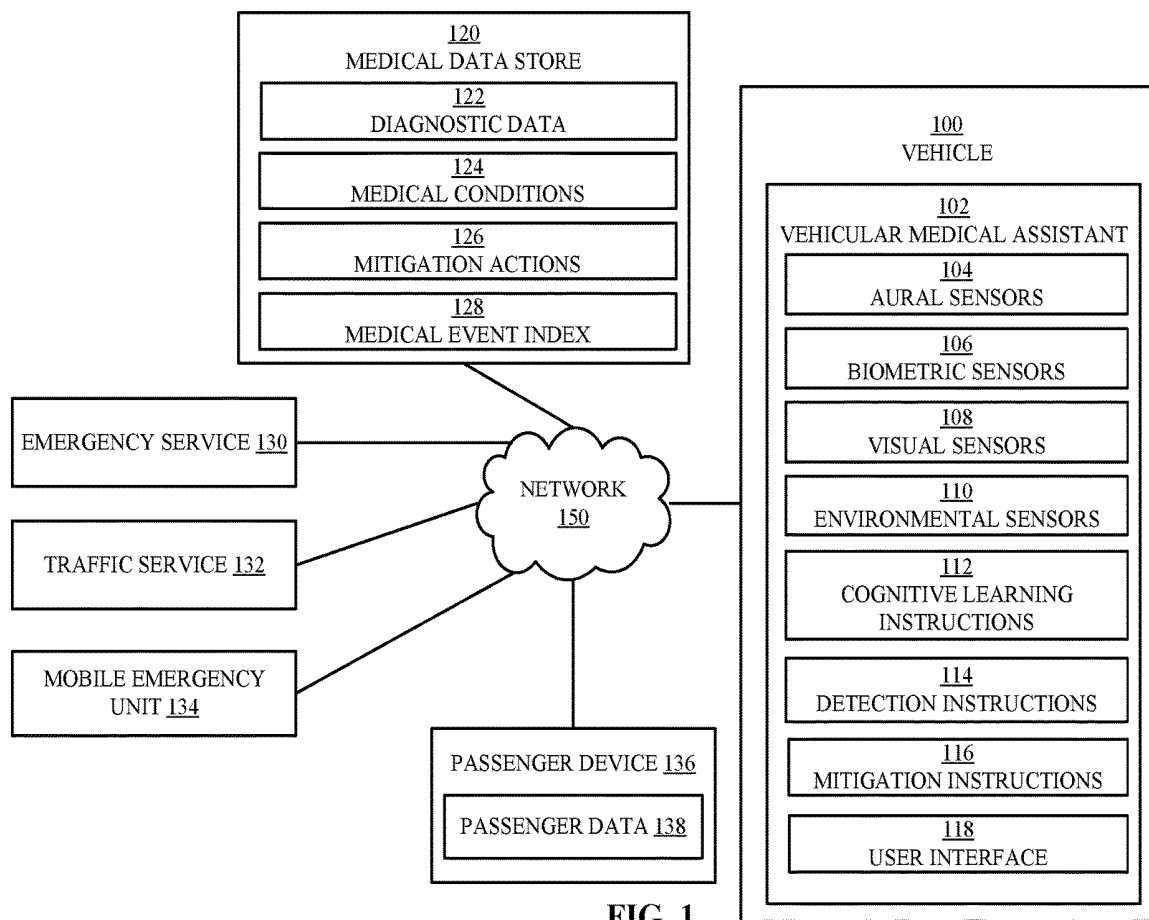 120
MEDICAL DATA STORE
122
DIAGNOSTIC DATA
124
MEDICAL CONDITIONS
126
MITIGATION ACTIONS
128
MEDICAL EVENT INDEX
100
VEHICLE
102
VEHICULAR MEDICAL ASSISTANT
104
AURAL SENSORS
106
BIOMETRIC SENSORS
108
VISUAL SENSORS
110
ENVIRONMENTAL SENSORS
112
COGNITIVE LEARNING
INSTRUCTIONS
114
DETECTION INSTRUCTIONS
116
MITIGATION INSTRUCTIONS
118
USER INTERFACE
EMERGENCY SERVICE 130
TRAFFIC SERVICE 132
MOBILE EMERGENCY
UNIT 134
NETWORK
150
PASSENGER DEVICE 136
PASSENGER DATA 138
FIG. 1